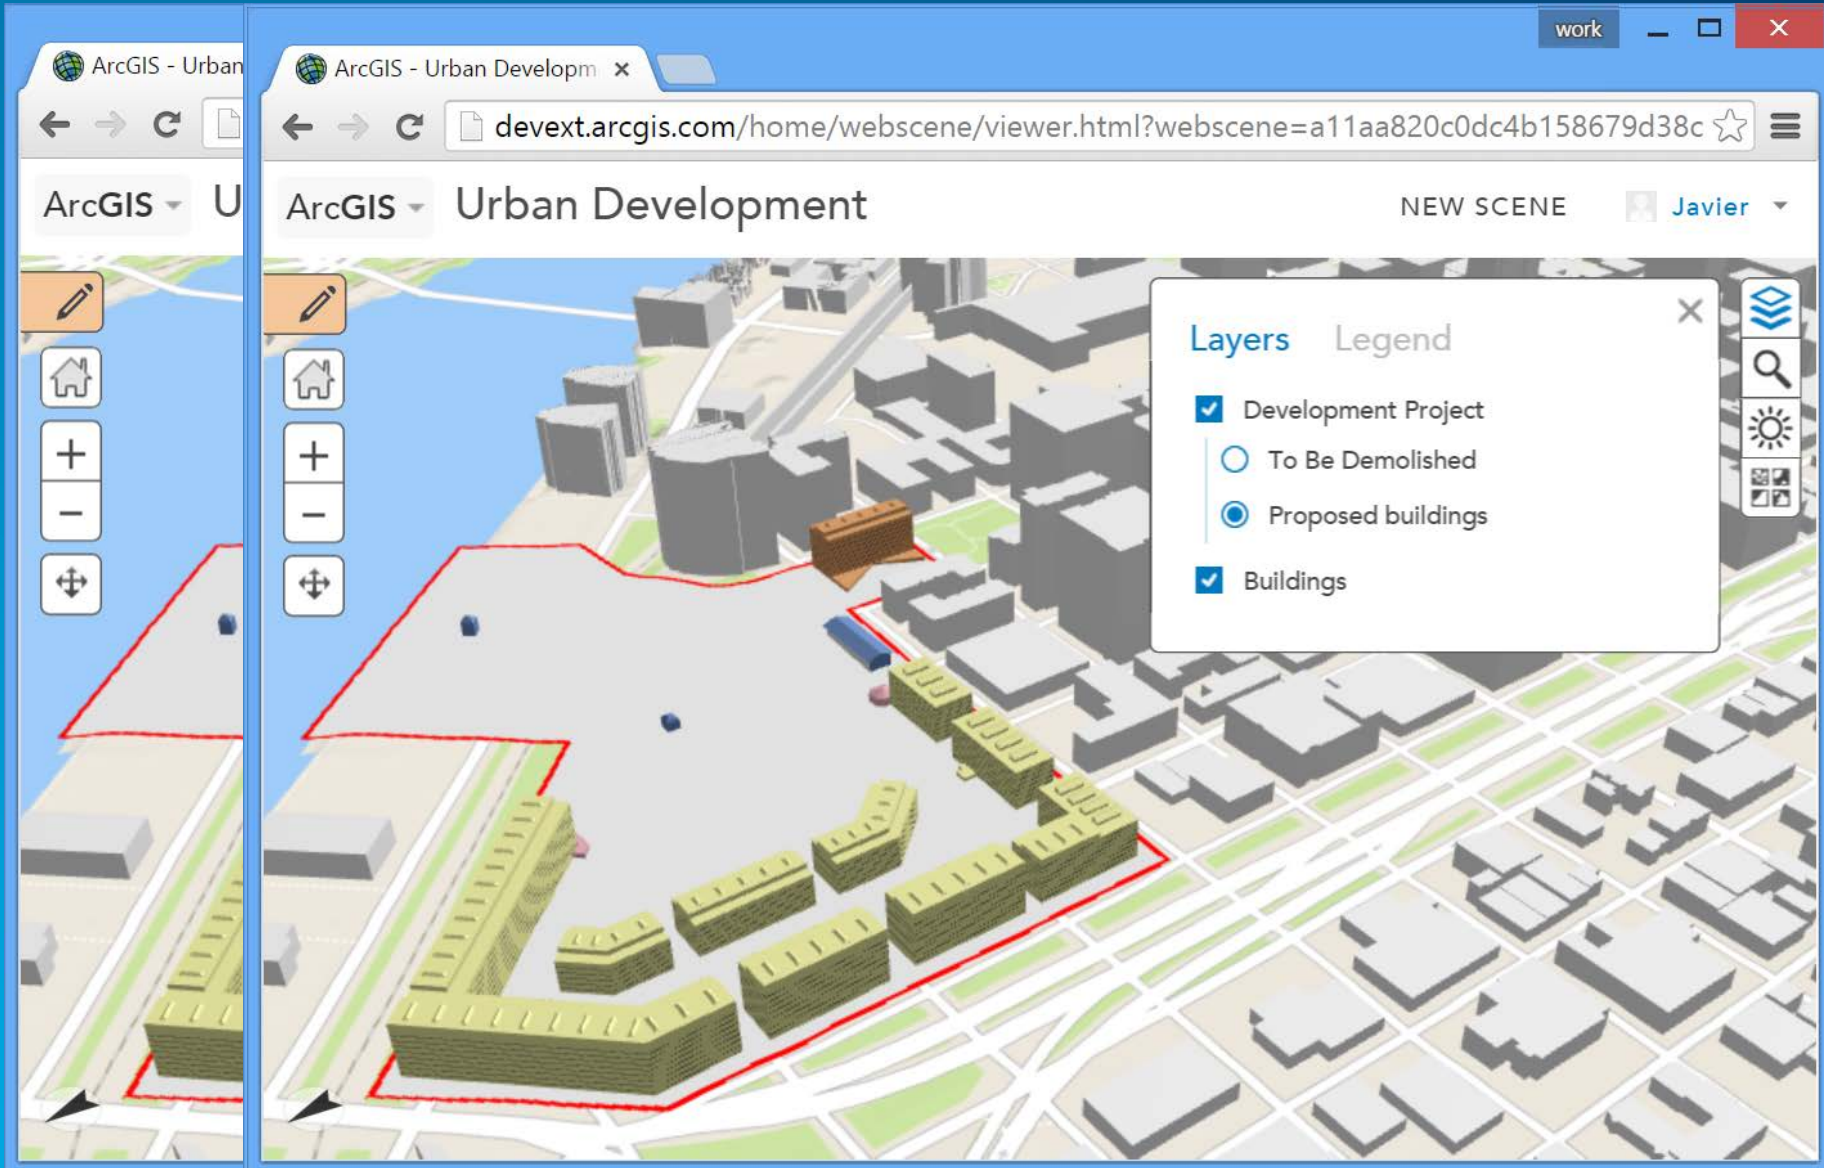 work
ArcGIS - Urban
ArcGIS - Urban Developm
devext.arcgis.com/home/webscene/viewer.html?webscene=a11aa820c0dc4b158679d38c
ArcGIS
U
ArcGIS
Urban Development
NEW SCENE
Javier
Layers
Legend
Development Project
To Be Demolished
Proposed buildings
Buildings